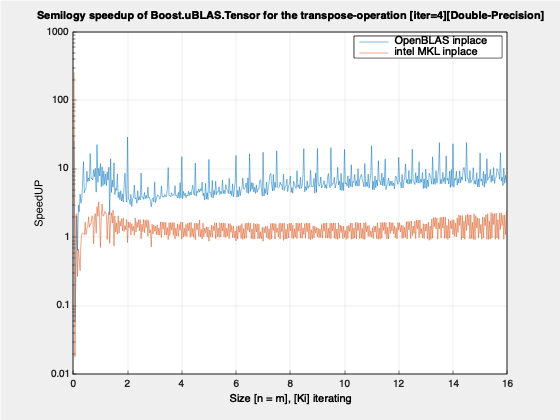 Semilogy speedup of Boost.uBLAS.Tensor for the transpose-operation [iter=4][Double-Precision]
OpenBLAS inplace
intel MKL inplace
1000
100
10
1
0.1
0.01
SpeedUP
0 2 4 6 8 10 12 14 16
Size [n = m], [Ki] iterating